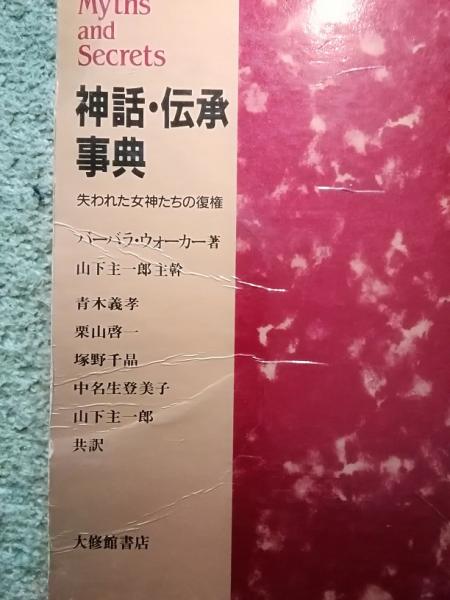 Myths
and
Secrets
神話・伝承
事典
失われた女神たちの復権
バーバラ・ウォーカー著
山下主一郎主幹
青木義孝
栗山啓一
塚野千晶
中名生登美子
山下主一郎
共訳
大修館書店